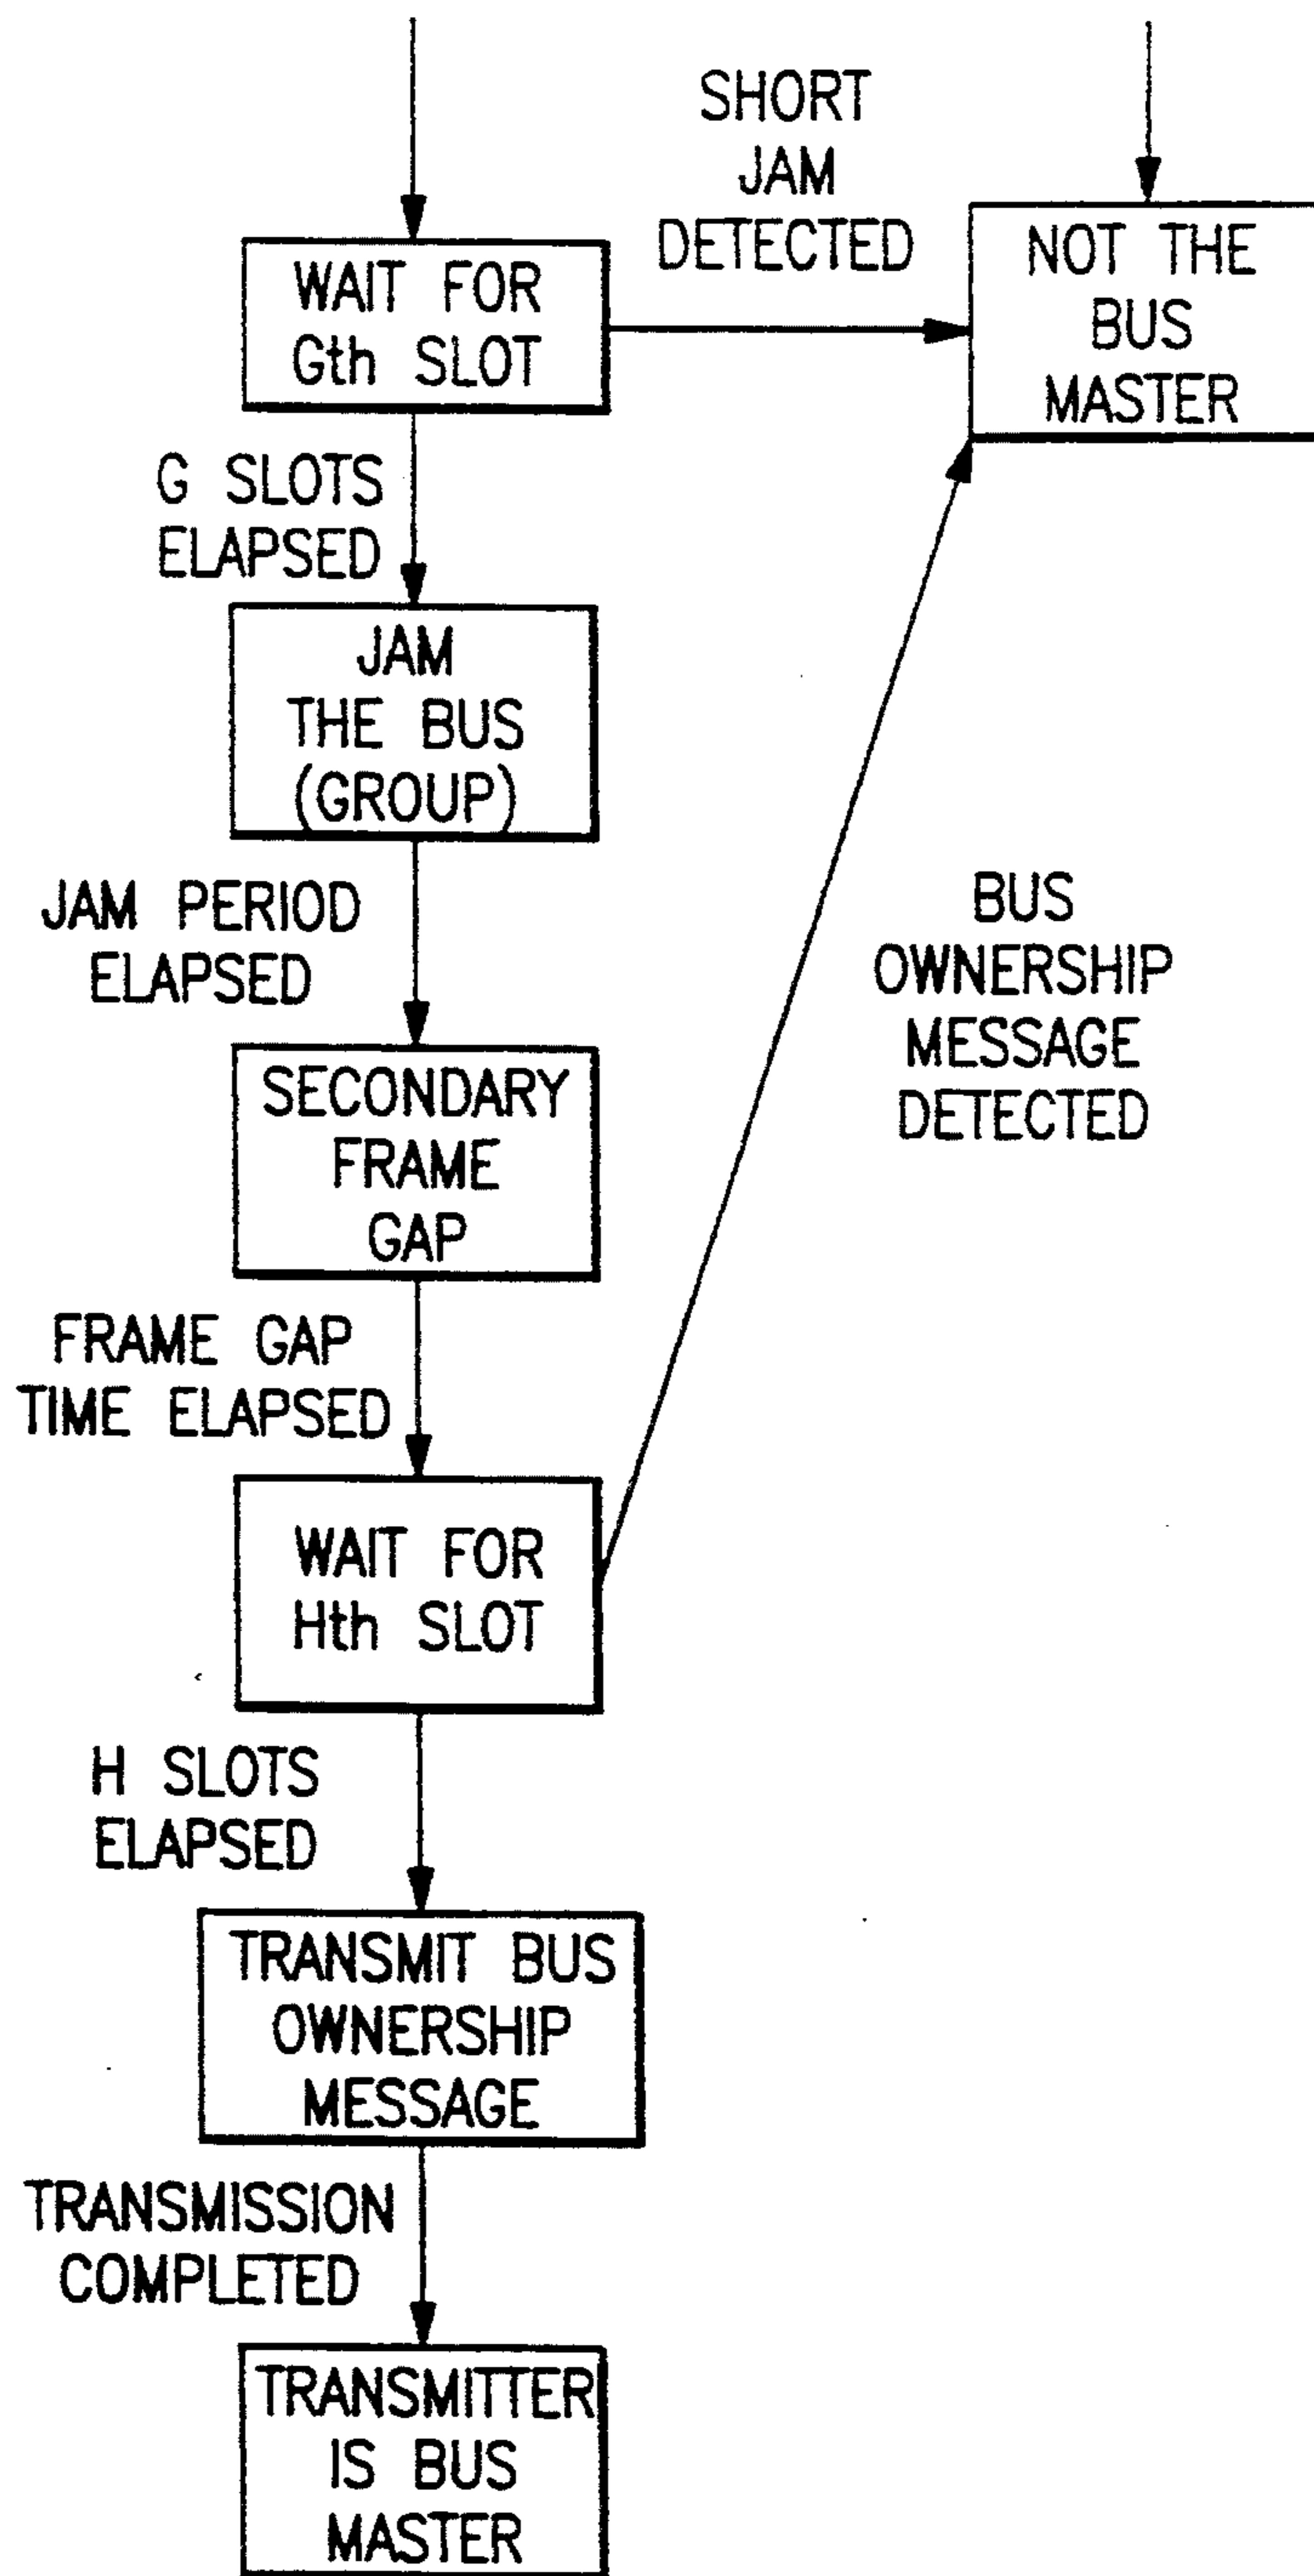 SHORT
JAM
DETECTED
WAIT FOR
Gth SLOT
NOT THE
BUS
MASTER
G SLOTS
ELAPSED
JAM
THE BUS
(GROUP)
JAM PERIOD
ELAPSED
BUS
OWNERSHIP
MESSAGE
DETECTED
SECONDARY
FRAME
GAP
FRAME GAP
TIME ELAPSED
WAIT FOR
Hth SLOT
H SLOTS
ELAPSED
TRANSMIT BUS
OWNERSHIP
MESSAGE
TRANSMISSION
COMPLETED
TRANSMITTER
IS BUS
MASTER